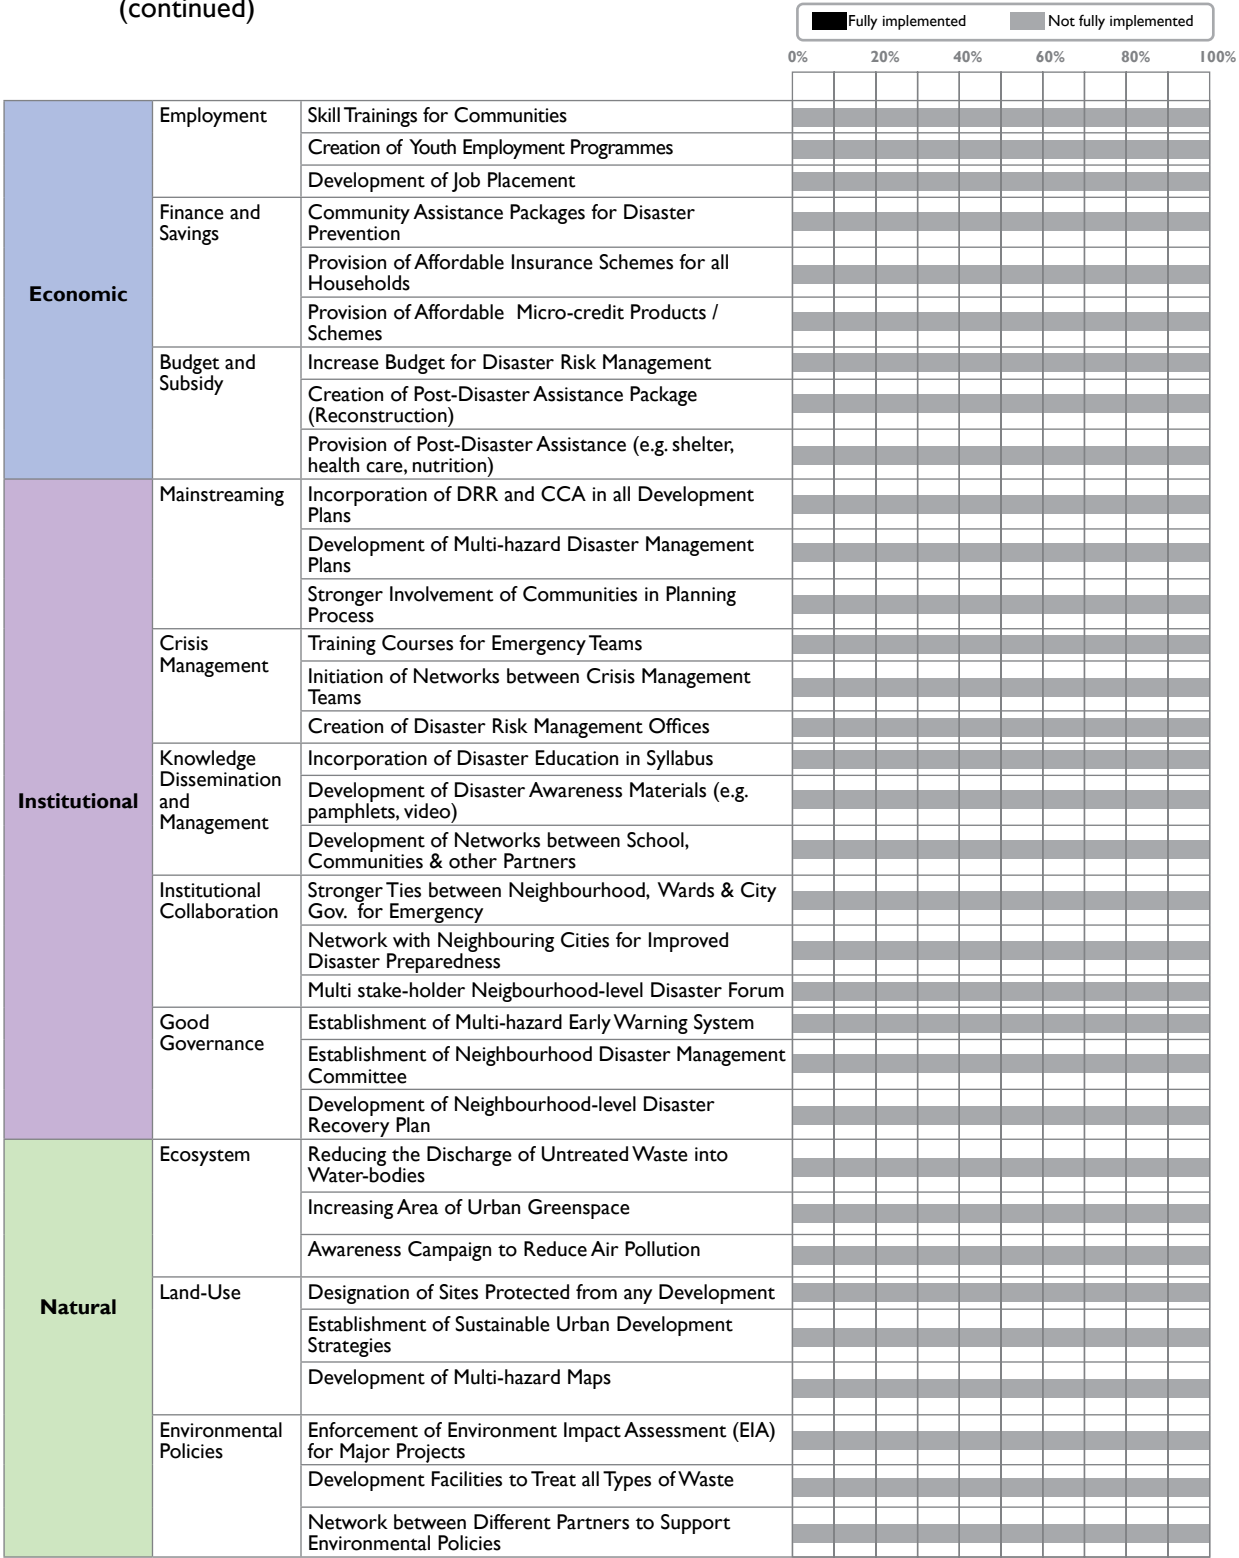 (continued)
Fully implemented
Not fully implemented
0% 20% 40% 60% 80% 100%
Economic
Employment
Skill Trainings for Communities
Creation of Youth Employment Programmes
Development of Job Placement
Finance and
Savings
Community Assistance Packages for Disaster
Prevention
Provision of Affordable Insurance Schemes for all
Households
Provision of Affordable Micro-credit Products /
Schemes
Budget and
Subsidy
Increase Budget for Disaster Risk Management
Creation of Post-Disaster Assistance Package
(Reconstruction)
Provision of Post-Disaster Assistance (e.g. shelter,
health care, nutrition)
Institutional
Mainstreaming
Incorporation of DRR and CCA in all Development
Plans
Development of Multi-hazard Disaster Management
Plans
Stronger Involvement of Communities in Planning
Process
Crisis
Management
Training Courses for Emergency Teams
Initiation of Networks between Crisis Management
Teams
Creation of Disaster Risk Management Offices
Knowledge
Dissemination
and
Management
Incorporation of Disaster Education in Syllabus
Development of Disaster Awareness Materials (e.g.
pamphlets, video)
Development of Networks between School,
Communities & other Partners
Institutional
Collaboration
Stronger Ties between Neighbourhood, Wards & City
Gov. for Emergency
Network with Neighbouring Cities for Improved
Disaster Preparedness
Multi stake-holder Neigbourhood-level Disaster Forum
Good
Governance
Establishment of Multi-hazard Early Warning System
Establishment of Neighbourhood Disaster Management
Committee
Development of Neighbourhood-level Disaster
Recovery Plan
Natural
Ecosystem
Reducing the Discharge of Untreated Waste into
Water-bodies
Increasing Area of Urban Greenspace
Awareness Campaign to Reduce Air Pollution
Land-Use
Designation of Sites Protected from any Development
Establishment of Sustainable Urban Development
Strategies
Development of Multi-hazard Maps
Environmental
Policies
Enforcement of Environment Impact Assessment (EIA)
for Major Projects
Development Facilities to Treat all Types of Waste
Network between Different Partners to Support
Environmental Policies